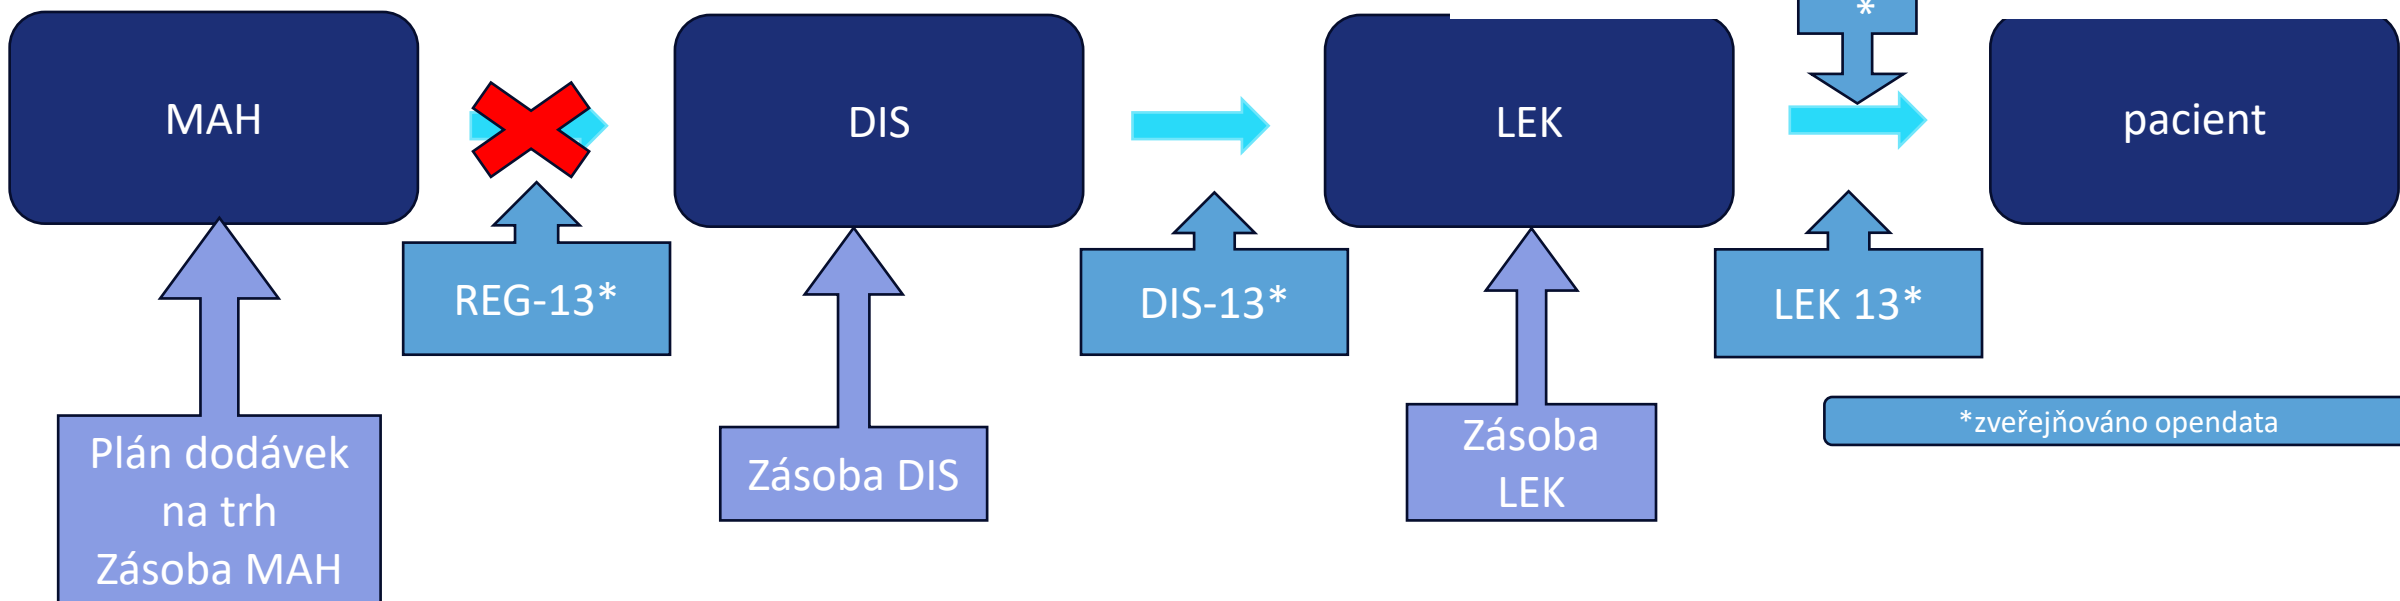 *
MAH
DIS
LEK
pacient
REG-13*
DIS-13*
LEK 13*
*zveřejňováno opendata
Plán dodávek
na trh
Zásoba MAH
Zásoba DIS
Zásoba
LEK